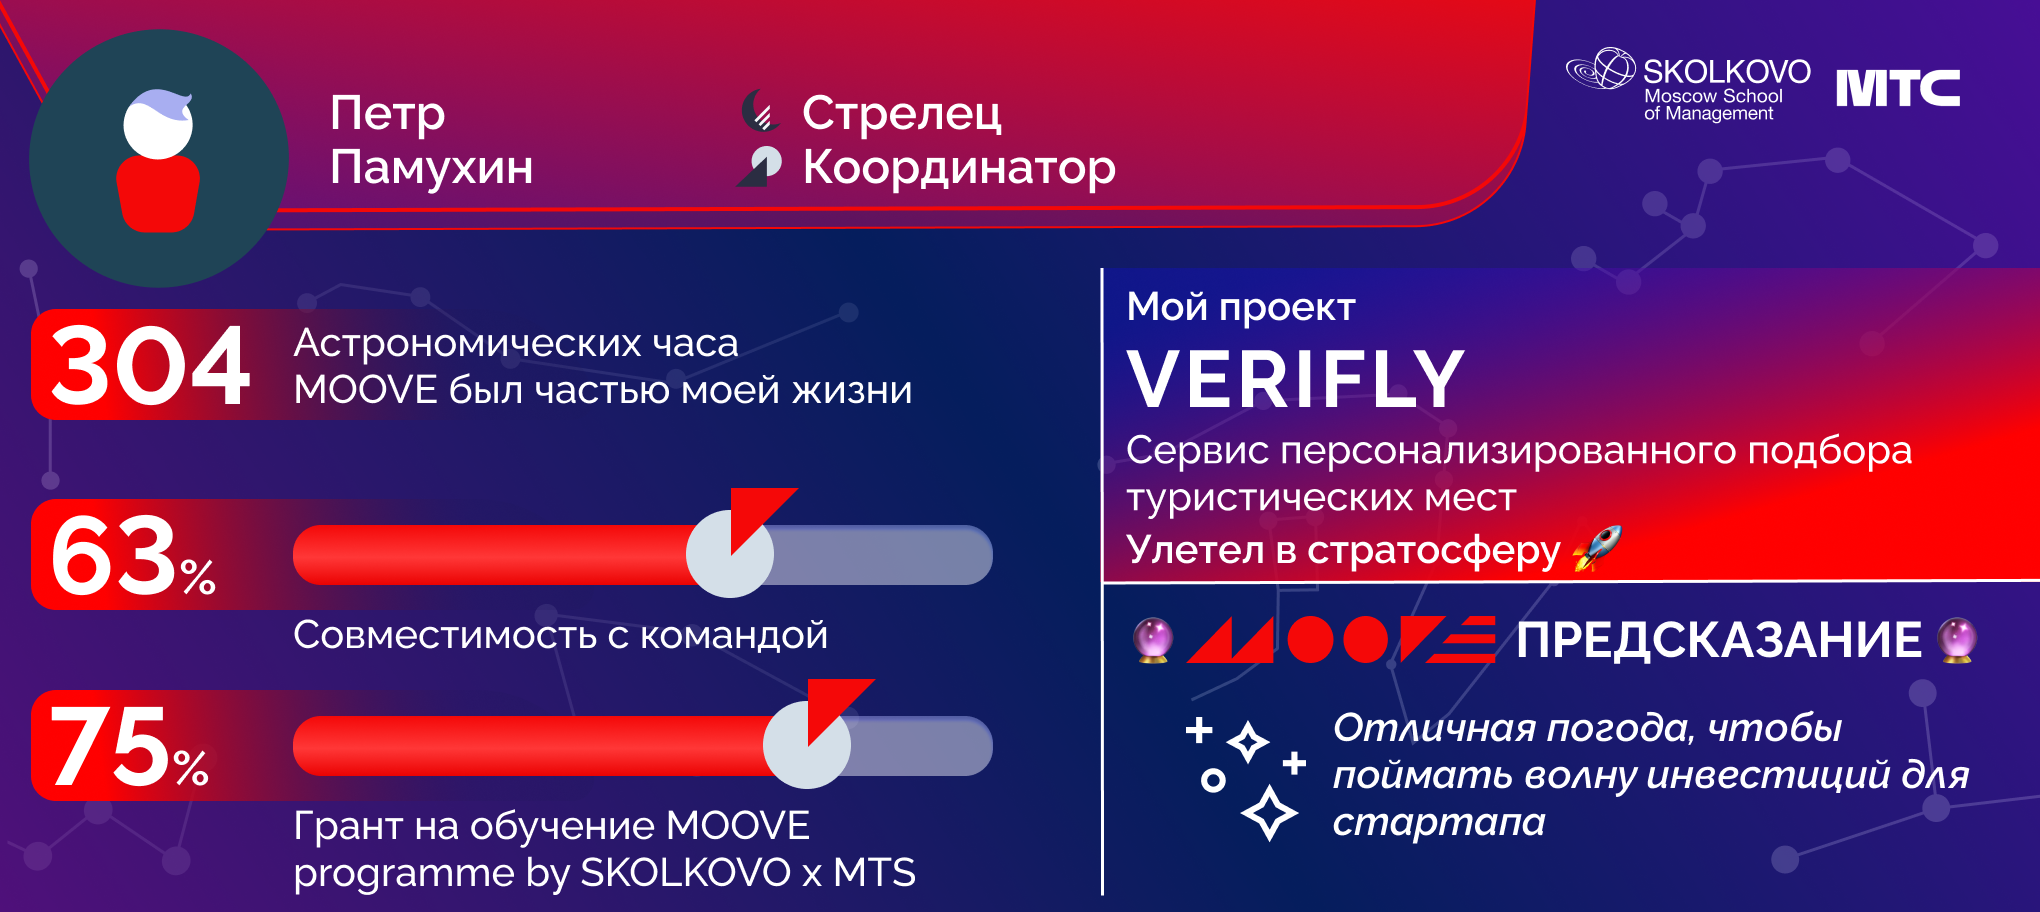 Петр
Памухин
Стрелец
Координатор
SKOLKOVO
Moscow School
of Management
МТС
304
Астрономических часа
MOOVE был частью моей жизни
63%
Совместимость с командой
75%
Грант на обучение MOOVE
programme by SKOLKOVO x MTS
Мой проект
VERIFLY
Сервис персонализированного подбора
туристических мест
Улетел в стратосферу 🚀
🔮 MOOVE ПРЕДСКАЗАНИЕ 🔮
Отличная погода, чтобы
поймать волну инвестиций для
стартапа